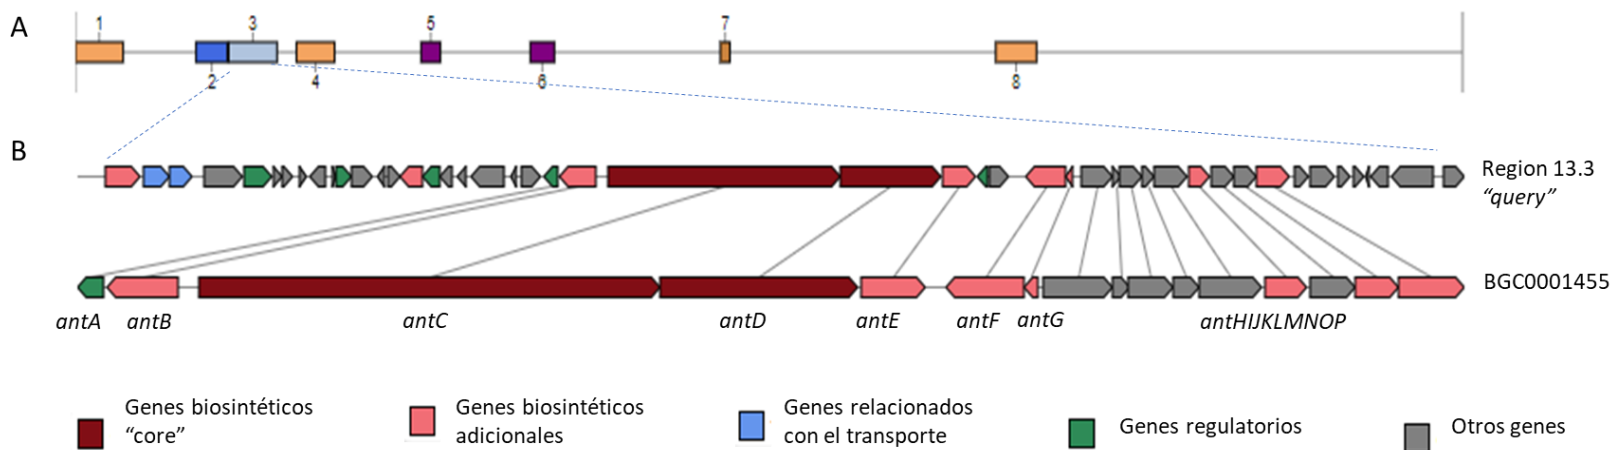 A
1
3
5
7
2
4
6
8
B
Region 13.3
“query”
BGC0001455
antA
antB
antC
antD
antE
antF
antG
antHIJKLMNOP
Genes biosintéticos
“core”
Genes biosintéticos
adicionales
Genes relacionados
con el transporte
Genes regulatorios
Otros genes